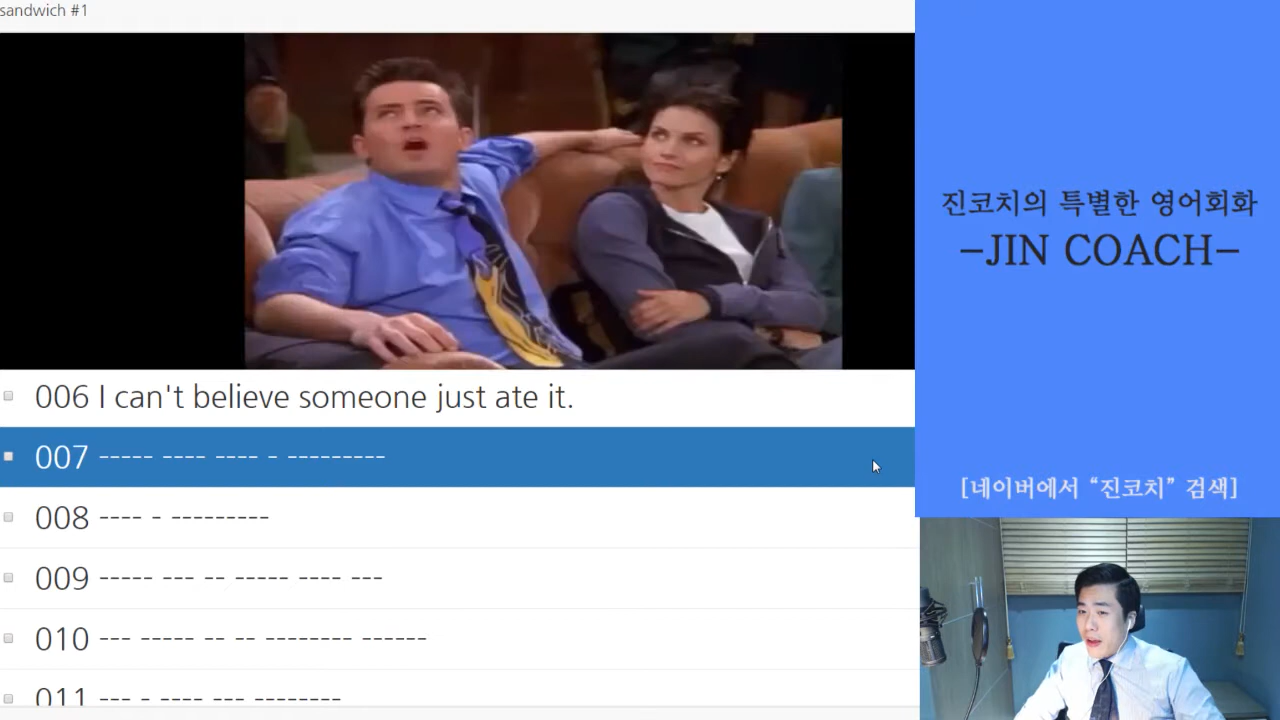 sandwich #1
006 I can't believe someone just ate it.
007 ----- ---- ---- - ---------
008 ---- - ---------
009 ----- --- -- ----- ---- ---
010 --- ----- -- -- -------- ------
011 --- - ---- --- --------
진코치의 특별한 영어회화
–JIN COACH–
[네이버에서 “진코치” 검색]